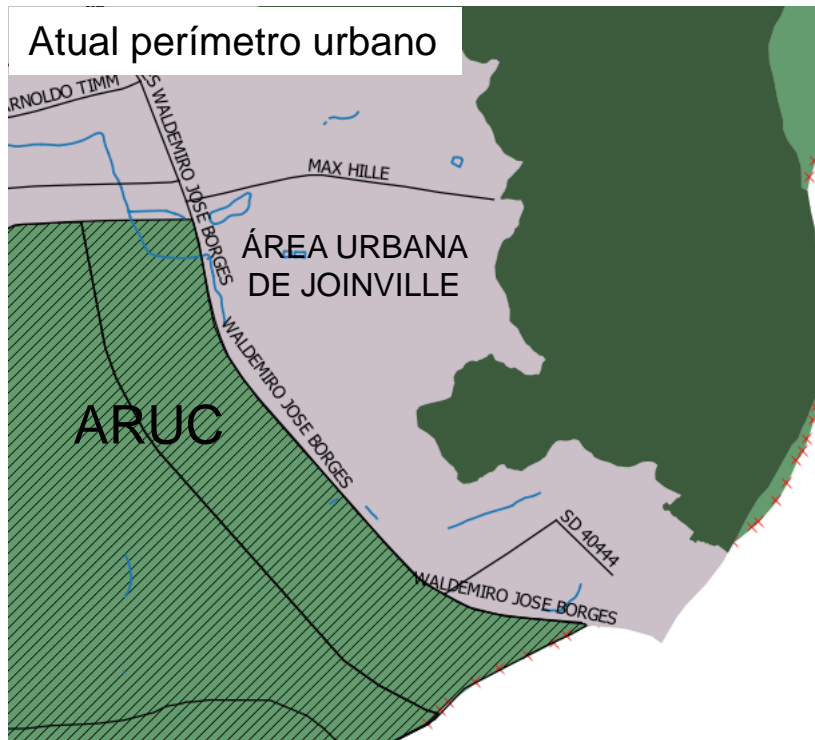 Atual perímetro urbano
RNOLDO TIMM
S WALDEMIRO JOSE BORGES
MAX HILLE
ÁREA URBANA
DE JOINVILLE
WALDEMIRO JOSE BORGES
ARUC
SD 40444
WALDEMIRO JOSE BORGES